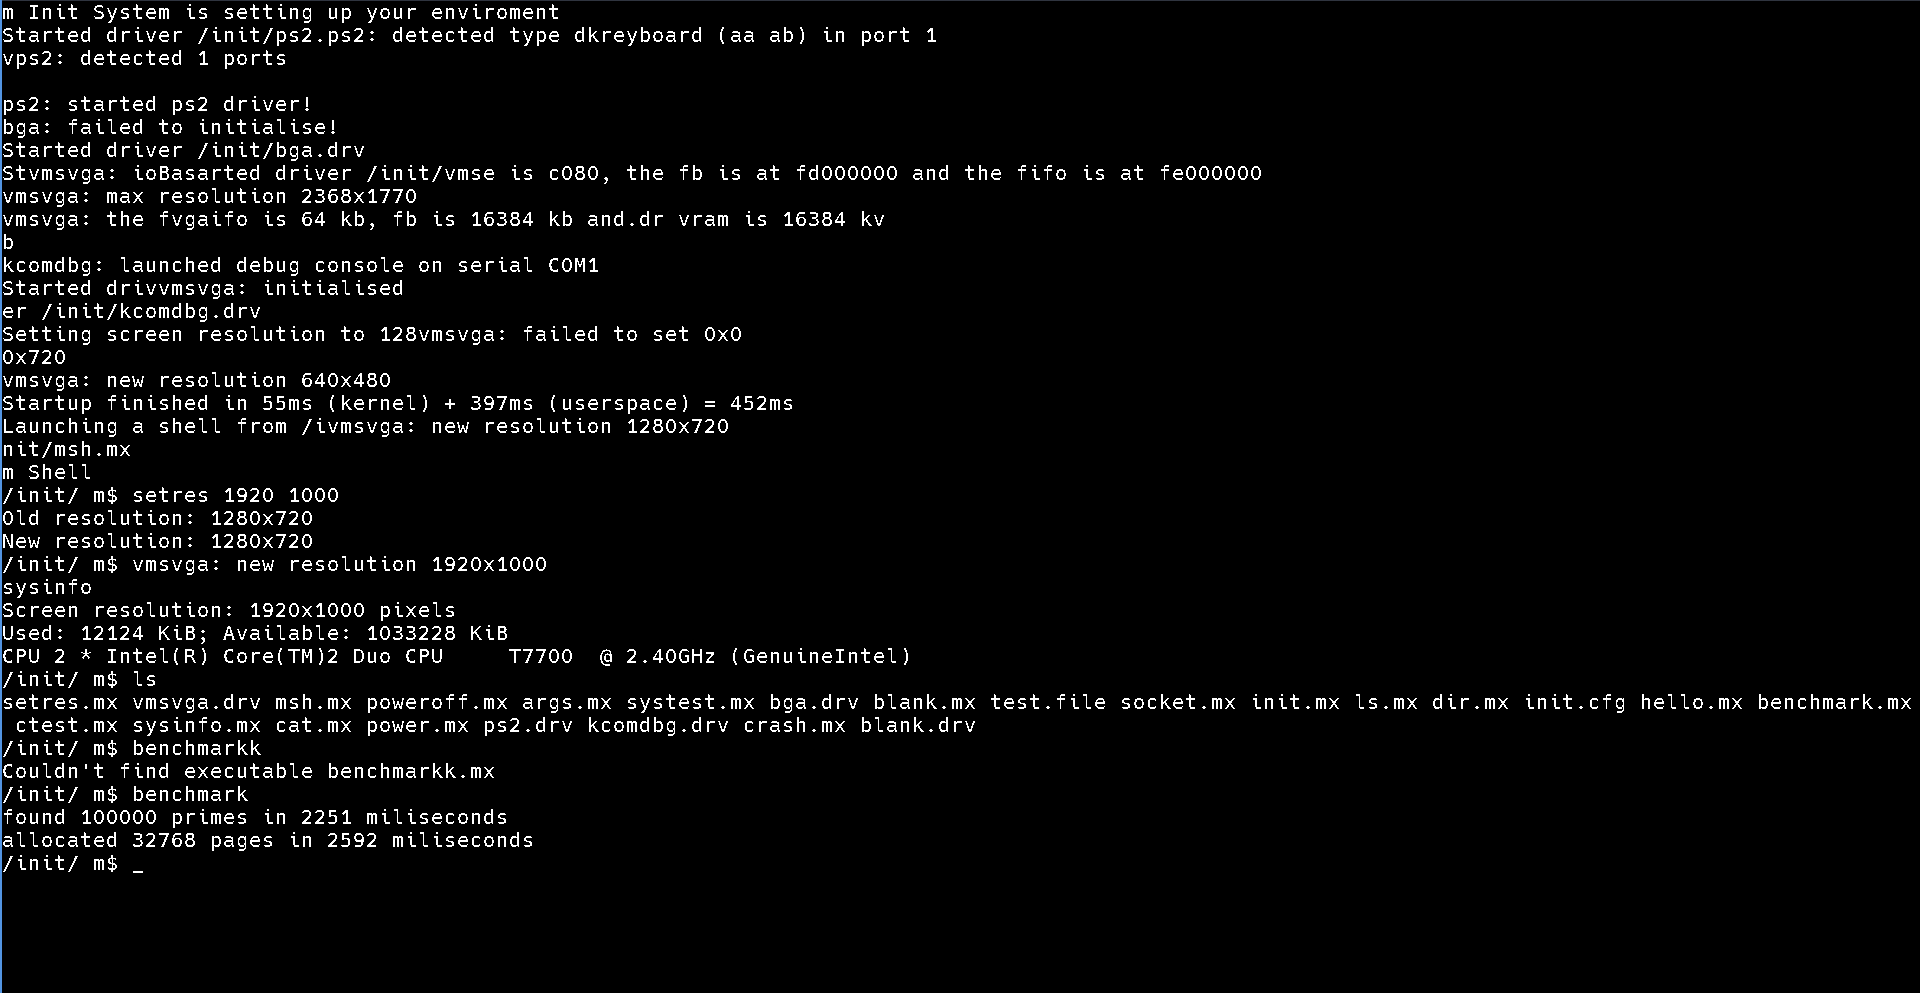 m Init System is setting up your enviroment
Started driver /init/ps2.ps2: detected type dkreyboard (aa ab) in port 1
vps2: detected 1 ports
ps2: started ps2 driver!
bga: failed to initialise!
Started driver /init/bga.drv
Stvmsvga: ioBasarted driver /init/vmse is c080, the fb is at fd000000 and the fifo is at fe000000
vmsvga: max resolution 2368x1770
vmsvga: the fvgaifo is 64 kb, fb is 16384 kb and.dr vram is 16384 kv
b
kcomdbg: launched debug console on serial COM1
Started drivvmsvga: initialised
er /init/kcomdbg.drv
Setting screen resolution to 128vmsvga: failed to set 0x0
0x720
vmsvga: new resolution 640x480
Startup finished in 55ms (kernel) + 397ms (userspace) = 452ms
Launching a shell from /ivmsvga: new resolution 1280x720
nit/msh.mx
m Shell
/init/ m$ setres 1920 1000
Old resolution: 1280x720
New resolution: 1280x720
/init/ m$ vmsvga: new resolution 1920x1000
sysinfo
Screen resolution: 1920x1000 pixels
Used: 12124 KiB; Available: 1033228 KiB
CPU 2 * Intel(R) Core(TM)2 Duo CPU     T7700  @ 2.40GHz (GenuineIntel)
/init/ m$ ls
setres.mx vmsvga.drv msh.mx poweroff.mx args.mx systest.mx bga.drv blank.mx test.file socket.mx init.mx ls.mx dir.mx init.cfg hello.mx benchmark.mx
 ctest.mx sysinfo.mx cat.mx power.mx ps2.drv kcomdbg.drv crash.mx blank.drv
/init/ m$ benchmarkk
Couldn't find executable benchmarkk.mx
/init/ m$ benchmark
found 100000 primes in 2251 miliseconds
allocated 32768 pages in 2592 miliseconds
/init/ m$ _